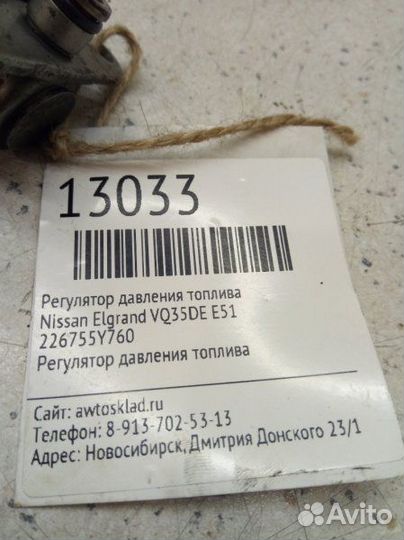 13033
Регулятор давления топлива
Nissan Elgrand VQ35DE E51
226755Y760
Регулятор давления топлива
Сайт: awtosklad.ru
Телефон: 8-913-702-53-13
Адрес: Новосибирск, Дмитрия Донского 23/1
Avito